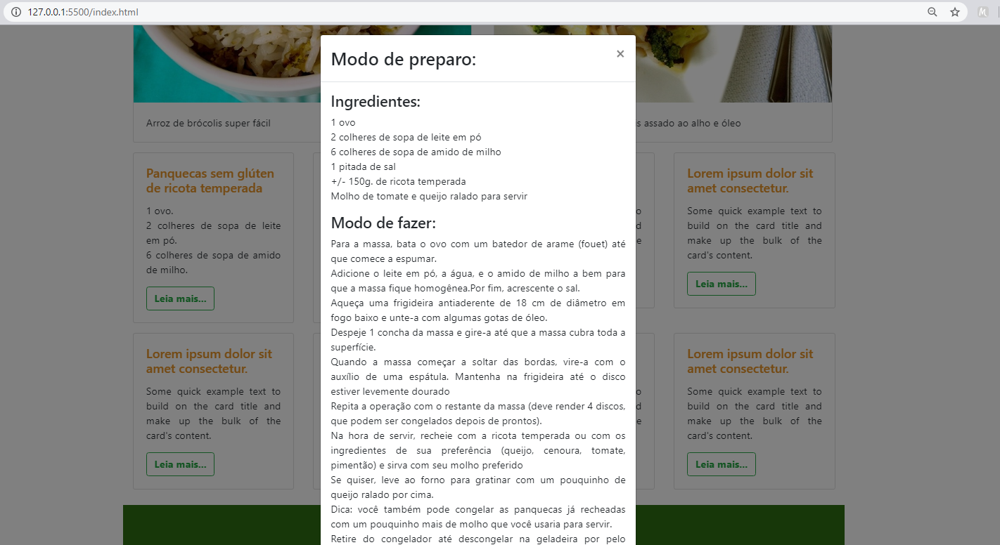 127.0.0.1:5500/index.html
Modo de preparo:
×
Ingredientes:
1 ovo
2 colheres de sopa de leite em pó
6 colheres de sopa de amido de milho
1 pitada de sal
+/- 150g. de ricota temperada
Molho de tomate e queijo ralado para servir
Modo de fazer:
Para a massa, bata o ovo com um batedor de arame (fouet) até
que comece a espumar.
Adicione o leite em pó, a água, e o amido de milho a bem para
que a massa fique homogênea.Por fim, acrescente o sal.
Aqueça uma frigideira antiaderente de 18 cm de diâmetro em
fogo baixo e unte-a com algumas gotas de óleo.
Despeje 1 concha da massa e gire-a até que a massa cubra toda a
superfície.
Quando a massa começar a soltar das bordas, vire-a com o
auxílio de uma espátula. Mantenha na frigideira até o disco
estiver levemente dourado
Repita a operação com o restante da massa (deve render 4 discos,
que podem ser congelados depois de prontos).
Na hora de servir, recheie com a ricota temperada ou com os
ingredientes de sua preferência (queijo, cenoura, tomate,
pimentão) e sirva com seu molho preferido
Se quiser, leve ao forno para gratinar com um pouquinho de
queijo ralado por cima.
Dica: você também pode congelar as panquecas já recheadas
com um pouquinho mais de molho que você usaria para servir.
Retire do congelador até descongelar na geladeira por pelo
Arroz de brócolis super fácil
s assado ao alho e óleo
Panquecas sem glúten
de ricota temperada
1 ovo.
2 colheres de sopa de leite
em pó.
6 colheres de sopa de amido
de milho.
Leia mais...
o
d
e
Lorem ipsum dolor sit
amet consectetur.
Some quick example text to
build on the card title and
make up the bulk of the
card's content.
Leia mais...
Lorem ipsum dolor sit
amet consectetur.
Some quick example text to
build on the card title and
make up the bulk of the
card's content.
Leia mais...
o
d
e
Lorem ipsum dolor sit
amet consectetur.
Some quick example text to
build on the card title and
make up the bulk of the
card's content.
Leia mais...